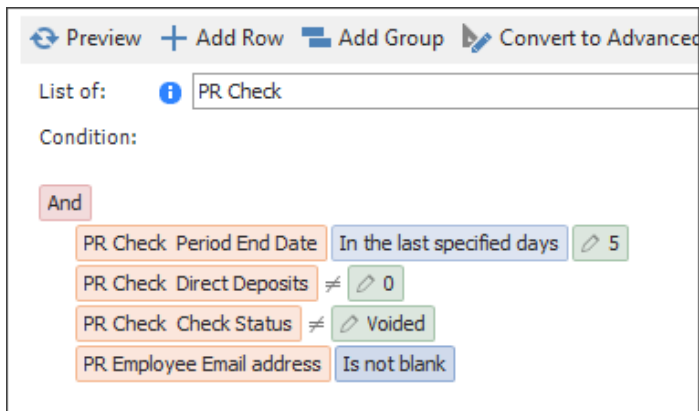 Preview Add Row Add Group Convert to Advanced
List of: PR Check
Condition:
And
PR Check Period End Date In the last specified days 5
PR Check Direct Deposits ≠ 0
PR Check Check Status ≠ Voided
PR Employee Email address Is not blank